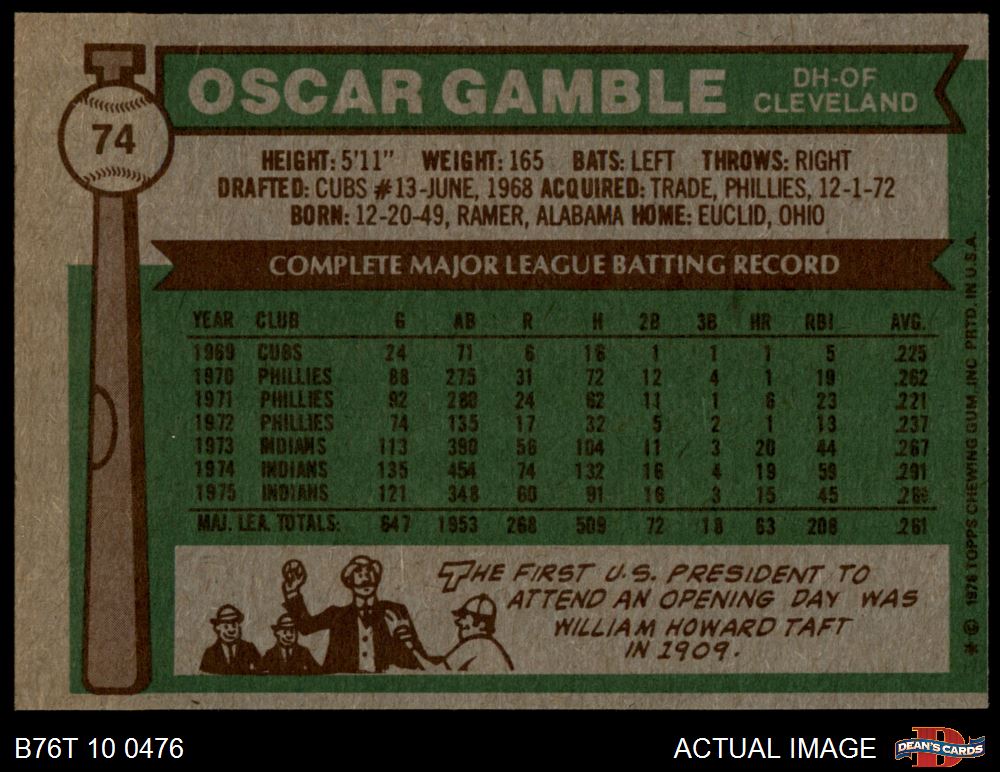 74
OSCAR GAMBLE
DH-OF
CLEVELAND
HEIGHT: 5'11" WEIGHT: 165 BATS: LEFT THROWS: RIGHT
DRAFTED: CUBS #13-JUNE, 1968 ACQUIRED: TRADE, PHILLIES, 12-1-72
BORN: 12-20-49, RAMER, ALABAMA HOME: EUCLID, OHIO
COMPLETE MAJOR LEAGUE BATTING RECORD
YEAR CLUB G AB R H 2B 3B HR RBI AVG.
1969 CUBS 24 71 6 16 1 1 1 5 .225
1970 PHILLIES 88 275 31 72 12 4 1 19 .262
1971 PHILLIES 92 280 24 62 11 1 6 23 .221
1972 PHILLIES 74 135 17 32 5 2 1 13 .237
1973 INDIANS 113 390 56 104 11 3 20 44 .267
1974 INDIANS 135 454 74 132 16 4 19 59 .291
1975 INDIANS 121 348 60 91 16 3 15 45
MAJ. LEA. TOTALS: 647 1953 268 509 72 18 63 208 .261
THE FIRST U.S. PRESIDENT TO
ATTEND AN OPENING DAY WAS
WILLIAM HOWARD TAFT
IN 1909.
* © 1976 TOPPS CHEWING GUM, INC. PRTD. IN U.S.A.
B76T 10 0476
ACTUAL IMAGE
D
DEAN'S CARDS